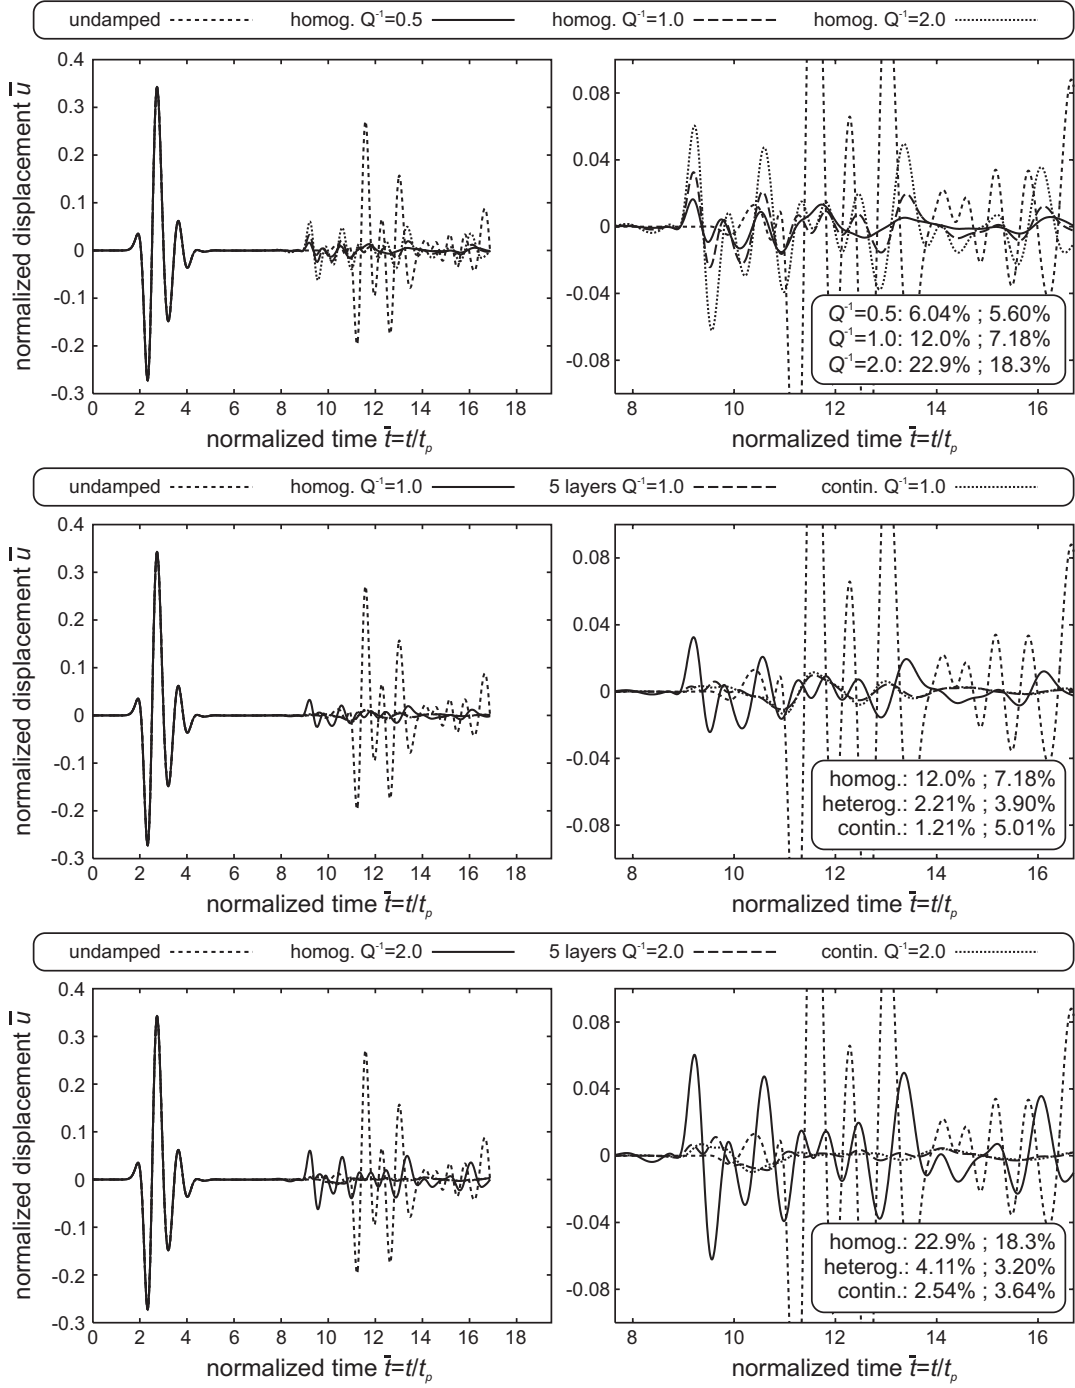 undamped homog. Q⁻¹=0.5 homog. Q⁻¹=1.0 homog. Q⁻¹=2.0
normalized displacement u̅
0.4
0.3
0.2
0.1
0
-0.1
-0.2
-0.3
0 2 4 6 8 10 12 14 16 18
normalized time t̅=t/tₚ
0.08
0.04
0
-0.04
-0.08
8 10 12 14 16
normalized time t̅=t/tₚ
Q⁻¹=0.5: 6.04% ; 5.60%
Q⁻¹=1.0: 12.0% ; 7.18%
Q⁻¹=2.0: 22.9% ; 18.3%
undamped homog. Q⁻¹=1.0 5 layers Q⁻¹=1.0 contin. Q⁻¹=1.0
normalized displacement u̅
0.4
0.3
0.2
0.1
0
-0.1
-0.2
-0.3
0 2 4 6 8 10 12 14 16 18
normalized time t̅=t/tₚ
0.08
0.04
0
-0.04
-0.08
8 10 12 14 16
normalized time t̅=t/tₚ
homog.: 12.0% ; 7.18%
heterog.: 2.21% ; 3.90%
contin.: 1.21% ; 5.01%
undamped homog. Q⁻¹=2.0 5 layers Q⁻¹=2.0 contin. Q⁻¹=2.0
normalized displacement u̅
0.4
0.3
0.2
0.1
0
-0.1
-0.2
-0.3
0 2 4 6 8 10 12 14 16 18
normalized time t̅=t/tₚ
0.08
0.04
0
-0.04
-0.08
8 10 12 14 16
normalized time t̅=t/tₚ
homog.: 22.9% ; 18.3%
heterog.: 4.11% ; 3.20%
contin.: 2.54% ; 3.64%